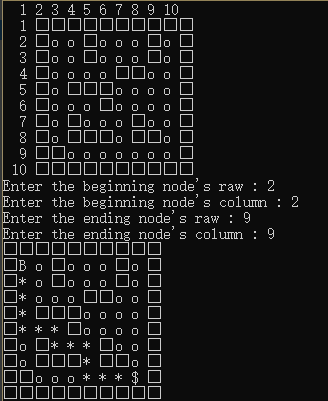 1 2 3 4 5 6 7 8 9 10
1 □□□□□□□□□□
2 □o o □o o o □o □
3 □o o □o o o □o □
4 □o o o o □□o o □
5 □o □□□o o o o □
6 □o o o □o o o o □
7 □o □o o o □o o □
8 □o □□□o □□o □
9 □□o o o o o o o □
10 □□□□□□□□□□
Enter the beginning node's raw : 2
Enter the beginning node's column : 2
Enter the ending node's raw : 9
Enter the ending node's column : 9
□□□□□□□□□□
□B o □o o o □o □
□* o □o o o □o □
□* o o o □□o o □
□* □□□o o o o □
□* * * □o o o o □
□o □* * * □o o □
□o □□□* □□o □
□□o o o * * * $ □
□□□□□□□□□□